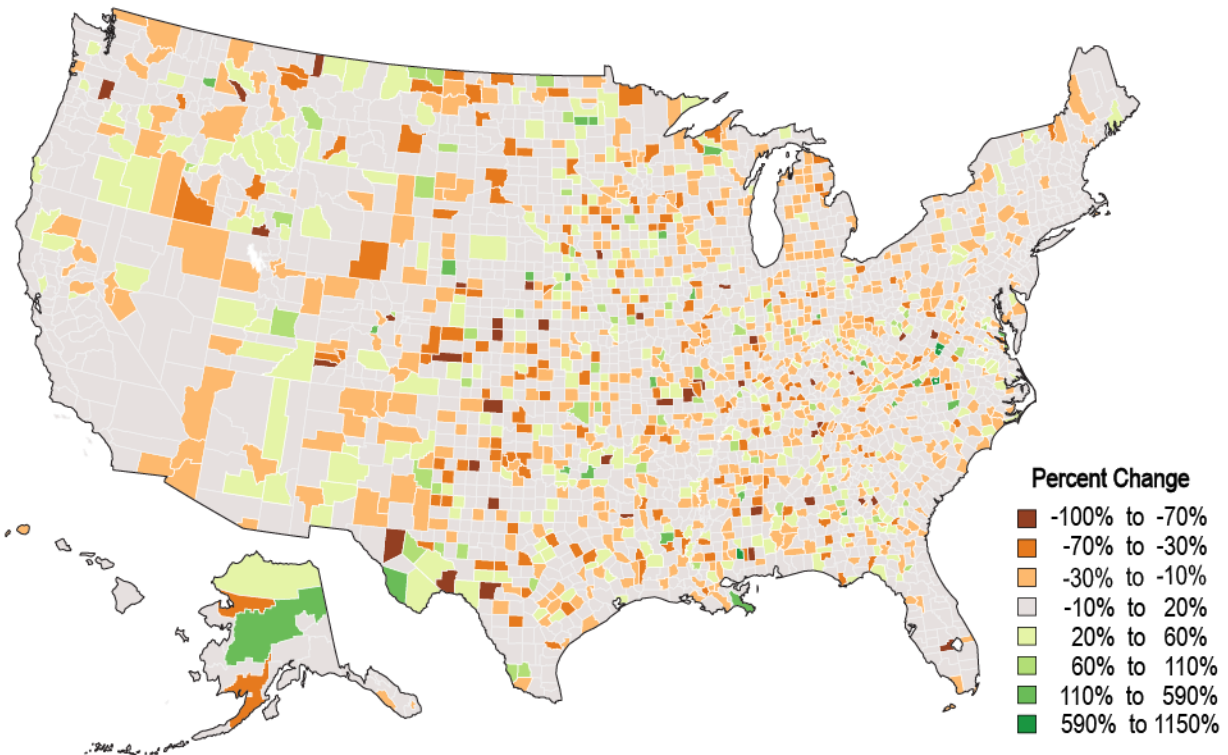 Percent Change
-100% to -70%
-70% to -30%
-30% to -10%
-10% to 20%
20% to 60%
60% to 110%
110% to 590%
590% to 1150%